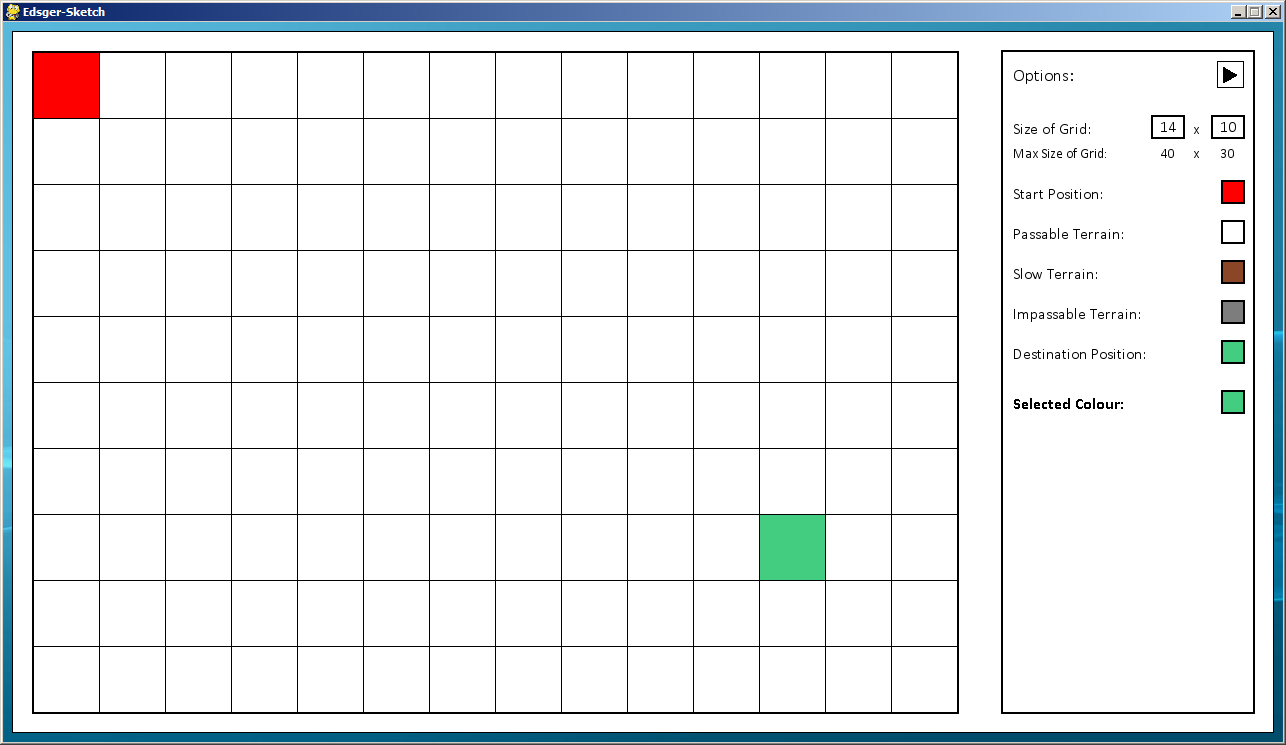 Edsger-Sketch
Options:
Size of Grid: 14 x 10
Max Size of Grid: 40 x 30
Start Position:
Passable Terrain:
Slow Terrain:
Impassable Terrain:
Destination Position:
Selected Colour: